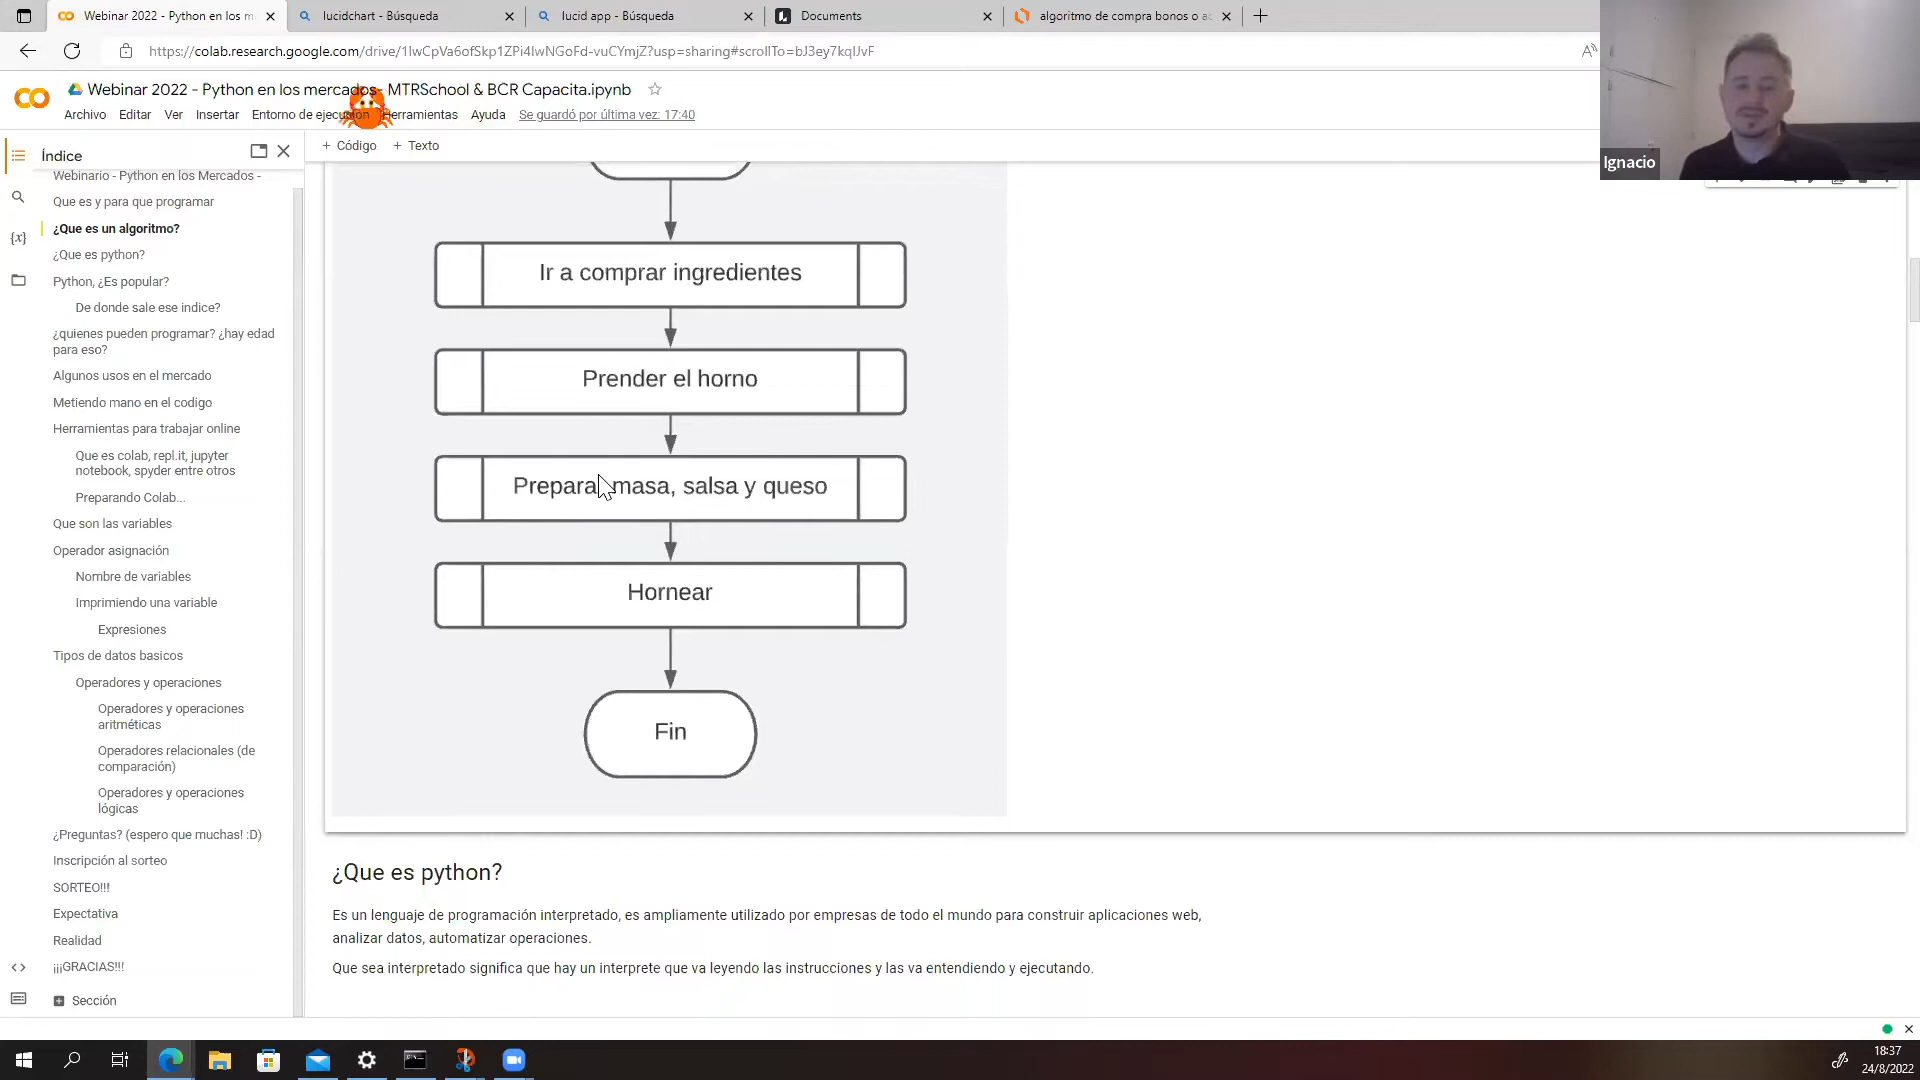 Webinar 2022 - Python en los m
lucidchart - Búsqueda
lucid app - Búsqueda
Documents
algoritmo de compra bonos o a
https://colab.research.google.com/drive/1IwCpVa6ofSkp1ZPi4lwNGoFd-vuCYmjZ?usp=sharing#scrollTo=bJ3ey7kqIJvF
Webinar 2022 - Python en los mercados- MTRSchool & BCR Capacita.ipynb
Archivo Editar Ver Insertar Entorno de ejecución Herramientas Ayuda Se guardó por última vez: 17:40
Índice
+ Código + Texto
Ignacio
Webinario - Python en los Mercados -
Que es y para que programar
¿Que es un algoritmo?
¿Que es python?
Python, ¿Es popular?
De donde sale ese indice?
¿quienes pueden programar? ¿hay edad
para eso?
Algunos usos en el mercado
Metiendo mano en el codigo
Herramientas para trabajar online
Que es colab, repl.it, jupyter
notebook, spyder entre otros
Preparando Colab...
Que son las variables
Operador asignación
Nombre de variables
Imprimiendo una variable
Expresiones
Tipos de datos basicos
Operadores y operaciones
Operadores y operaciones
aritméticas
Operadores relacionales (de
comparación)
Operadores y operaciones
lógicas
¿Preguntas? (espero que muchas! :D)
Inscripción al sorteo
SORTEO!!!
Expectativa
Realidad
¡¡¡GRACIAS!!!
Sección
Ir a comprar ingredientes
Prender el horno
Preparar masa, salsa y queso
Hornear
Fin
¿Que es python?
Es un lenguaje de programación interpretado, es ampliamente utilizado por empresas de todo el mundo para construir aplicaciones web,
analizar datos, automatizar operaciones.
Que sea interpretado significa que hay un interprete que va leyendo las instrucciones y las va entendiendo y ejecutando.
18:37
24/8/2022